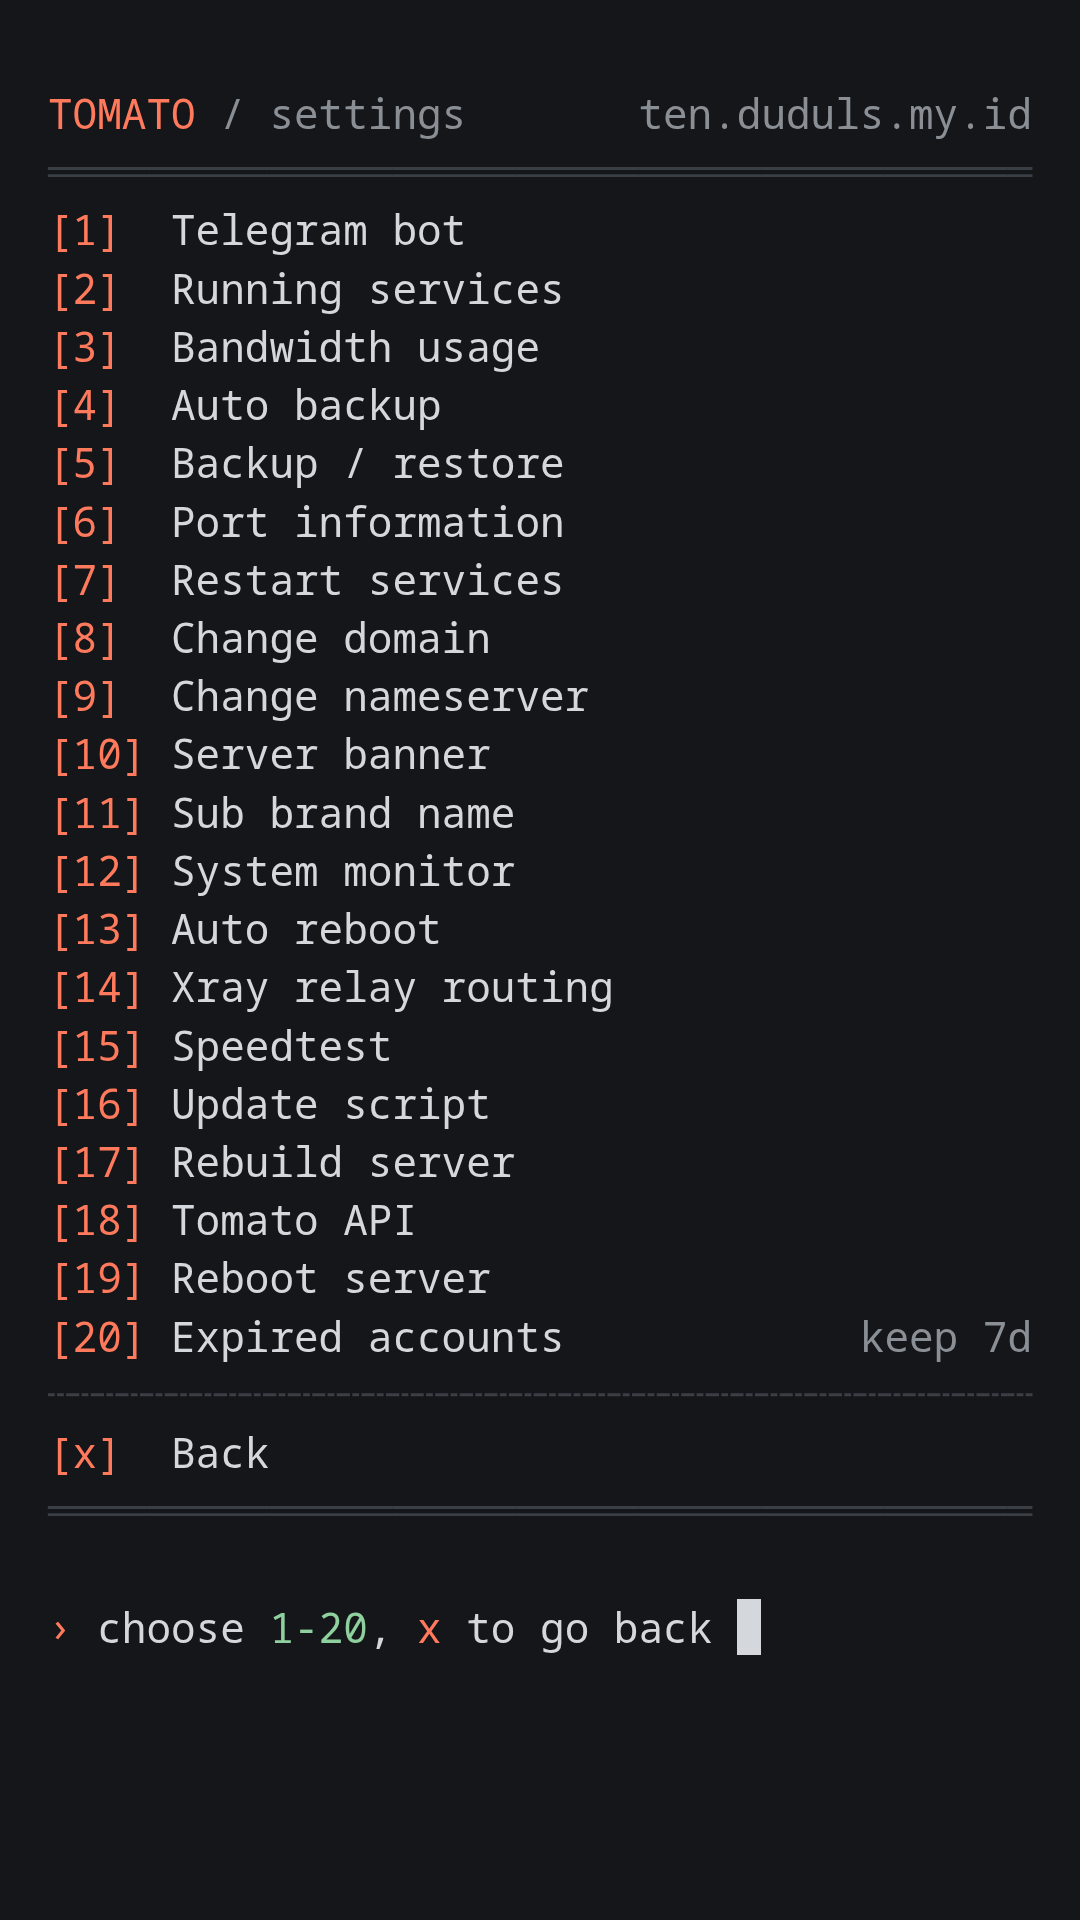 TOMATO / settings ten.duduls.my.id
[1] Telegram bot
[2] Running services
[3] Bandwidth usage
[4] Auto backup
[5] Backup / restore
[6] Port information
[7] Restart services
[8] Change domain
[9] Change nameserver
[10] Server banner
[11] Sub brand name
[12] System monitor
[13] Auto reboot
[14] Xray relay routing
[15] Speedtest
[16] Update script
[17] Rebuild server
[18] Tomato API
[19] Reboot server
[20] Expired accounts keep 7d
[x] Back
› choose 1-20, x to go back